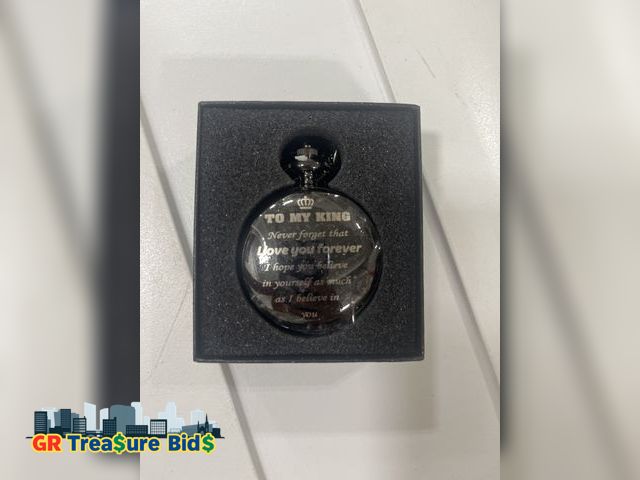 TO MY KING
Never forget that
I love you forever
I hope you believe
in yourself as much
as I believe in
you
GR Trea$ure Bid$